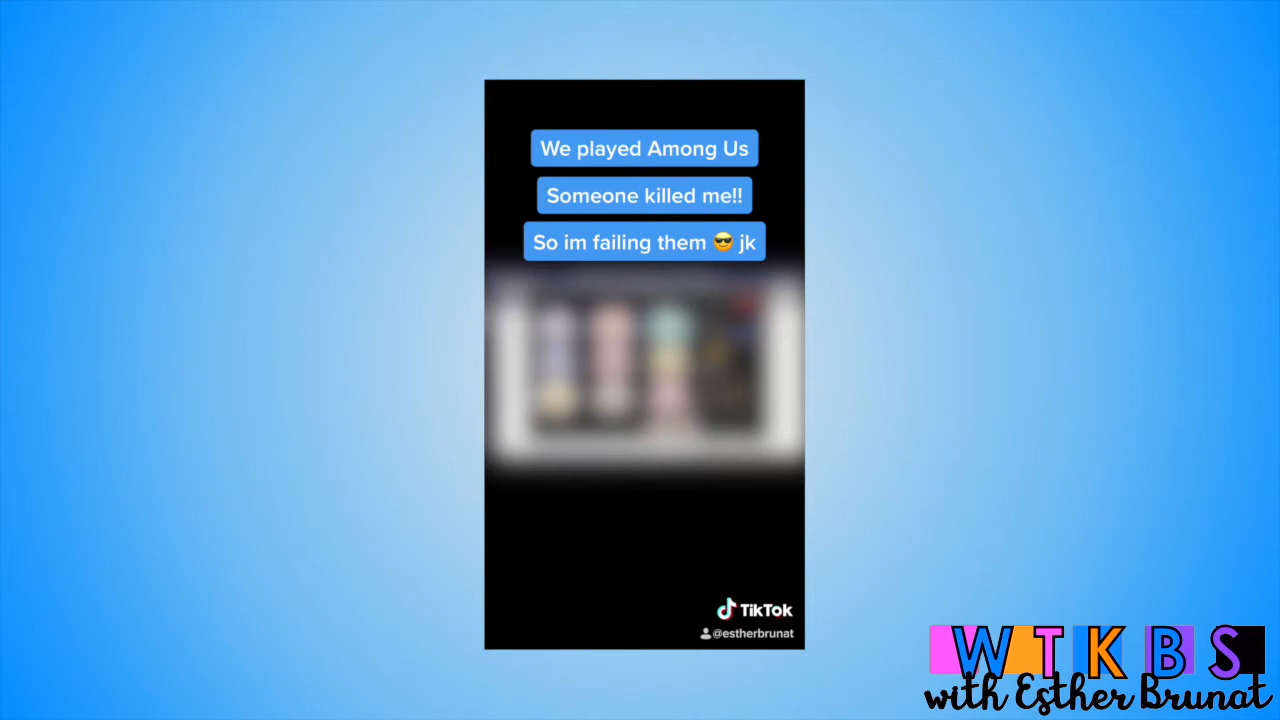 We played Among Us
Someone killed me!!
So im failing them 😎 jk
TikTok
@estherbrunat
WTKBS
with Esther Brunat